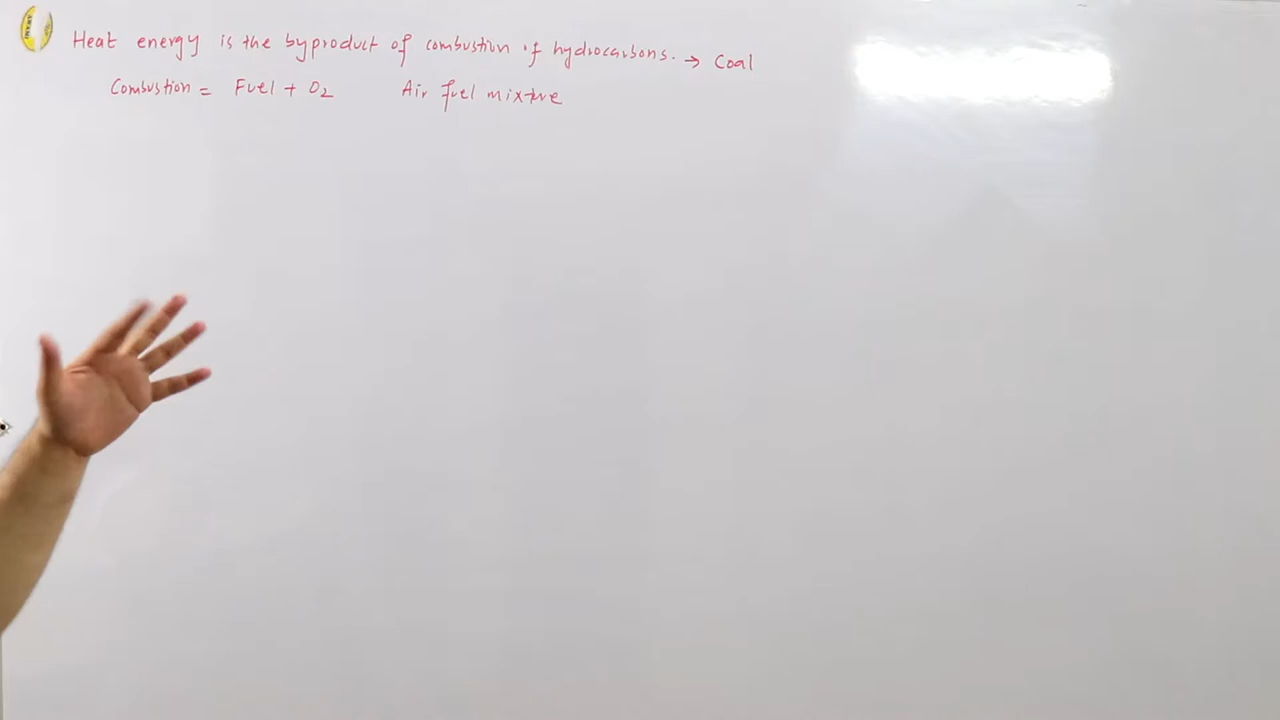 Heat energy is the byproduct of combustion of hydrocarbons. → Coal
Combustion = Fuel + O2 Air fuel mixture